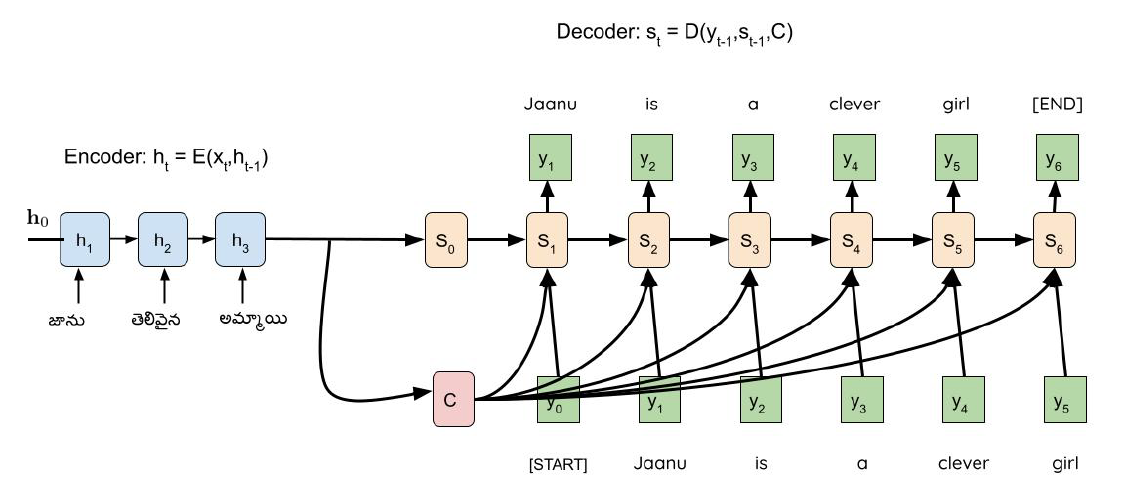 Decoder: s_t = D(y_{t-1},s_{t-1},C)
Jaanu is a clever girl [END]
y_1 y_2 y_3 y_4 y_5 y_6
Encoder: h_t = E(x_t,h_{t-1})
h_0
h_1 h_2 h_3 S_0 S_1 S_2 S_3 S_4 S_5 S_6
జాను తెలివైన అమ్మాయి
C y_0 y_1 y_2 y_3 y_4 y_5
[START] Jaanu is a clever girl